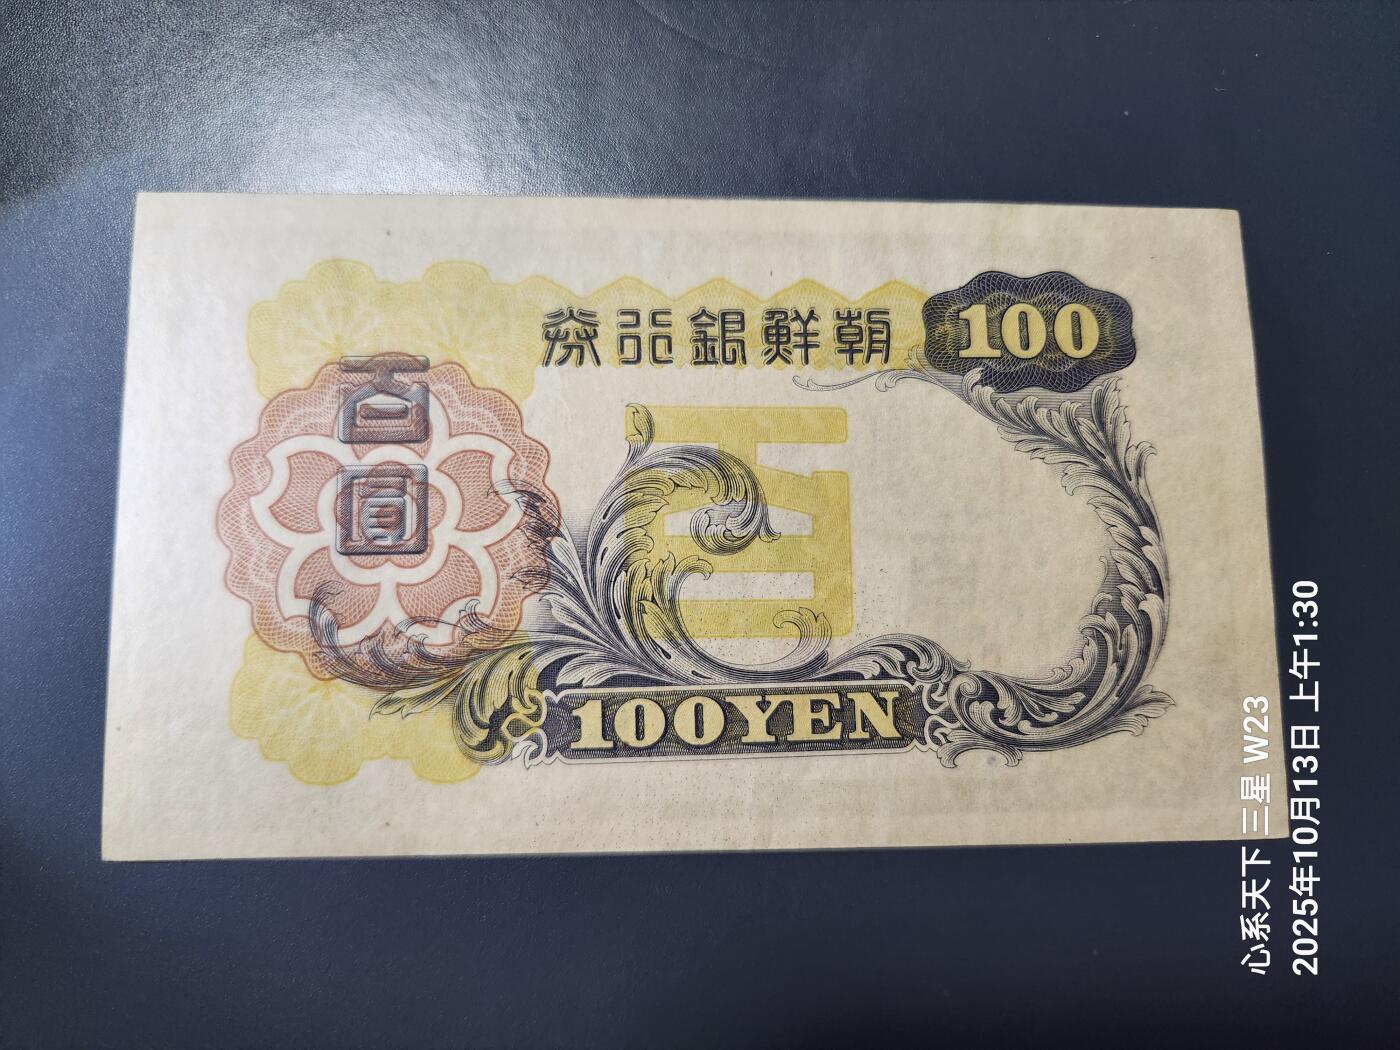 券行銀鮮朝
100
百圓
百
100YEN
心系天下 三星 W23
2025年10月13日 上午1:30